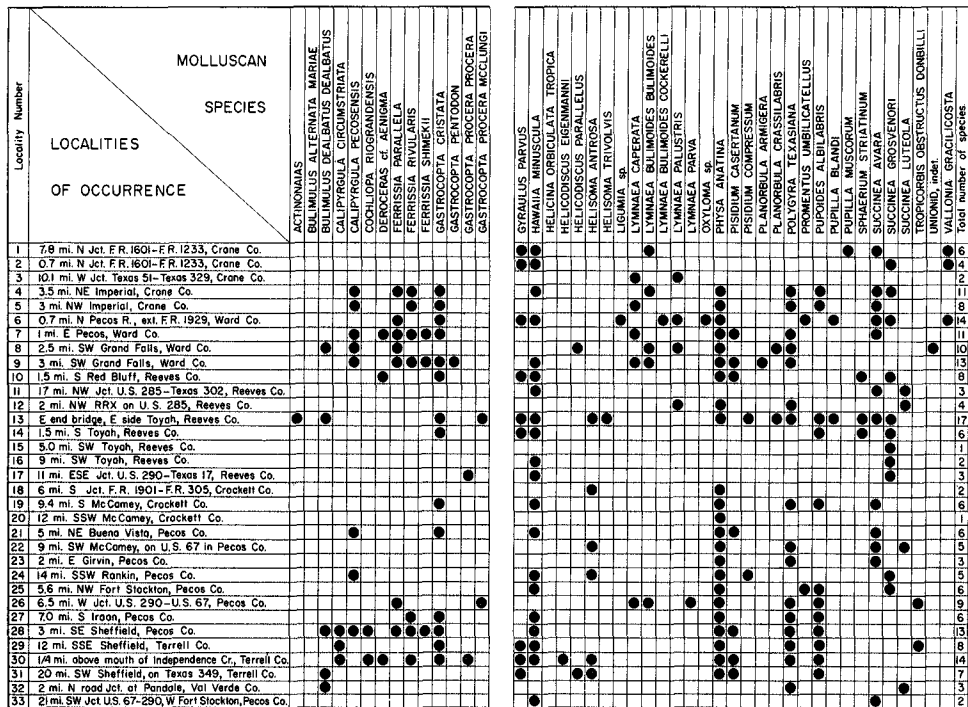 MOLLUSCAN
SPECIES
LOCALITIES
OF OCCURRENCE
Locality Number
ACTINONAIAS
BULIMULUS ALTERNATA MARIAE
BULIMULUS DEALBATUS DEALBATUS
CALIPYRGULA CIRCUMSTRIATA
CALIPYRGULA PECOSENSIS
COCHLIOPA RIOGRANDENSIS
DEROCERAS cf. AENIGMA
FERRISSIA PARALLELA
FERRISSIA RIVULARIS
FERRISSIA SHIMEKII
GASTROCOPTA CRISTATA
GASTROCOPTA PENTODON
GASTROCOPTA PROCERA PROCERA
GASTROCOPTA PROCERA MCCLUNGI
GYRAULUS PARVUS
HAWAIIA MINUSCULA
HELICINA ORBICULATA TROPICA
HELICODISCUS EIGENMANNI
HELICODISCUS PARALLELUS
HELISOMA ANTROSA
HELISOMA TRIVOLVIS
LIGUMIA sp.
LYMNAEA CAPERATA
LYMNAEA BULIMOIDES BULIMOIDES
LYMNAEA BULIMOIDES COCKERELLI
LYMNAEA PALUSTRIS
LYMNAEA PARVA
OXYLOMA sp.
PHYSA ANATINA
PISIDIUM CASERTANUM
PISIDIUM COMPRESSUM
PLANORBULA ARMIGERA
PLANORBULA CRASSILABRIS
POLYGYRA TEXASIANA
PROMENTUS UMBILICATELLUS
PUPOIDES ALBILABRIS
PUPILLA BLANDI
PUPILLA MUSCORUM
SPHAERIUM STRIATINUM
SUCCINEA AVARA
SUCCINEA GROSVENORI
SUCCINEA LUTEOLA
TROPICORBIS OBSTRUCTUS DONBILLI
UNIONID, indet.
VALLONIA GRACILICOSTA
Total number of species.
1 7.8 mi. N Jct. F.R. 1601-F.R. 1233, Crane Co. 6
2 0.7 mi. N Jct. F.R. 1601-F.R. 1233, Crane Co. 4
3 10.1 mi. W Jct. Texas 51-Texas 329, Crane Co. 2
4 3.5 mi. NE Imperial, Crane Co. 11
5 3 mi. NW Imperial, Crane Co. 8
6 0.7 mi. N Pecos R., ext. F.R. 1929, Ward Co. 14
7 1 mi. E Pecos, Ward Co. 11
8 2.5 mi. SW Grand Falls, Ward Co. 10
9 3 mi. SW Grand Falls, Ward Co. 13
10 1.5 mi. S Red Bluff, Reeves Co. 8
11 17 mi. NW Jct. U.S. 285-Texas 302, Reeves Co. 3
12 2 mi. NW RRX on U.S. 285, Reeves Co. 4
13 E end bridge, E side Toyah, Reeves Co. 17
14 1.5 mi. S Toyah, Reeves Co. 6
15 5.0 mi. SW Toyah, Reeves Co. 1
16 9 mi. SW Toyah, Reeves Co. 2
17 11 mi. ESE Jct. U.S. 290-Texas 17, Reeves Co. 3
18 6 mi. S Jct. F.R. 1901-F.R. 305, Crockett Co. 2
19 9.4 mi. S McCamey, Crockett Co. 6
20 12 mi. SSW McCamey, Crockett Co. 1
21 5 mi. NE Buena Vista, Pecos Co. 6
22 9 mi. SW McCamey, on U.S. 67 in Pecos Co. 5
23 2 mi. E Girvin, Pecos Co. 3
24 14 mi. SSW Rankin, Pecos Co. 5
25 5.6 mi. NW Fort Stockton, Pecos Co. 6
26 6.5 mi. W Jct. U.S. 290-U.S. 67, Pecos Co. 9
27 7.0 mi. S Iraan, Pecos Co. 6
28 3 mi. SE Sheffield, Pecos Co. 13
29 12 mi. SSE Sheffield, Terrell Co. 8
30 1/4 mi. above mouth of Independence Cr., Terrell Co. 14
31 20 mi. SW Sheffield, on Texas 349, Terrell Co. 7
32 2 mi. N road Jct. at Pandale, Val Verde Co. 3
33 21 mi. SW Jct. U.S. 67-290, W Fort Stockton, Pecos Co. 2